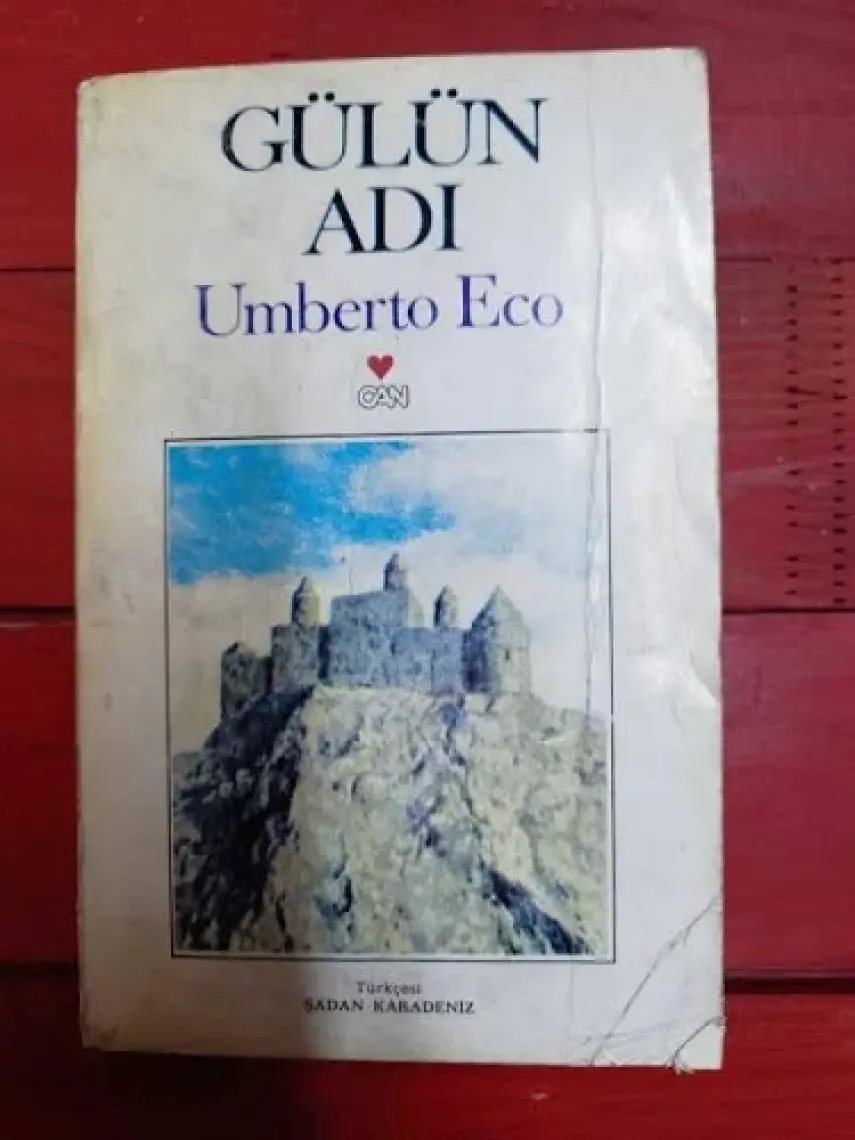 GÜLÜN
ADI
Umberto Eco
CAN
Türkçesi
ŞADAN KARADENİZ